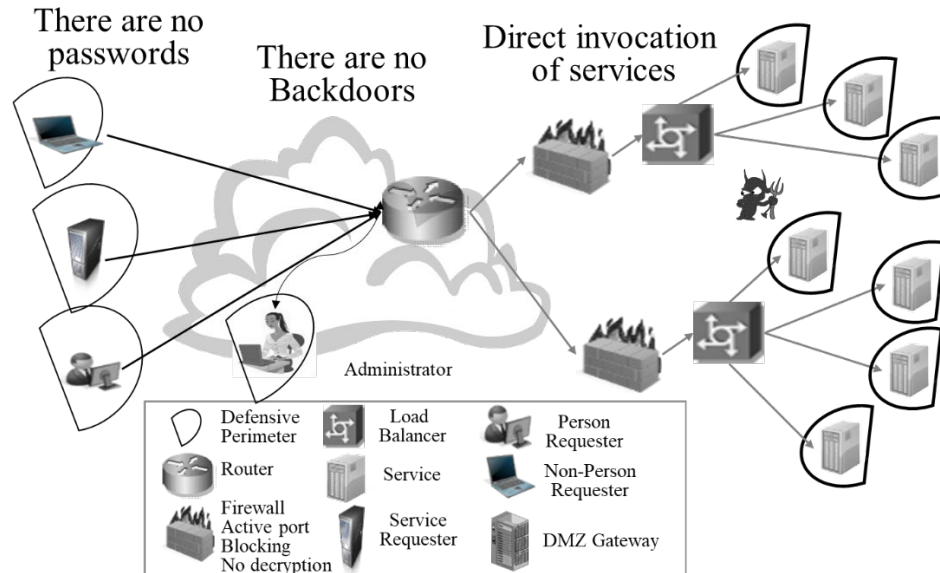 There are no
passwords
There are no
Backdoors
Direct invocation
of services
Administrator
Defensive
Perimeter
Load
Balancer
Person
Requester
Router
Service
Non-Person
Requester
Firewall
Active port
Blocking
No decryption
Service
Requester
DMZ Gateway